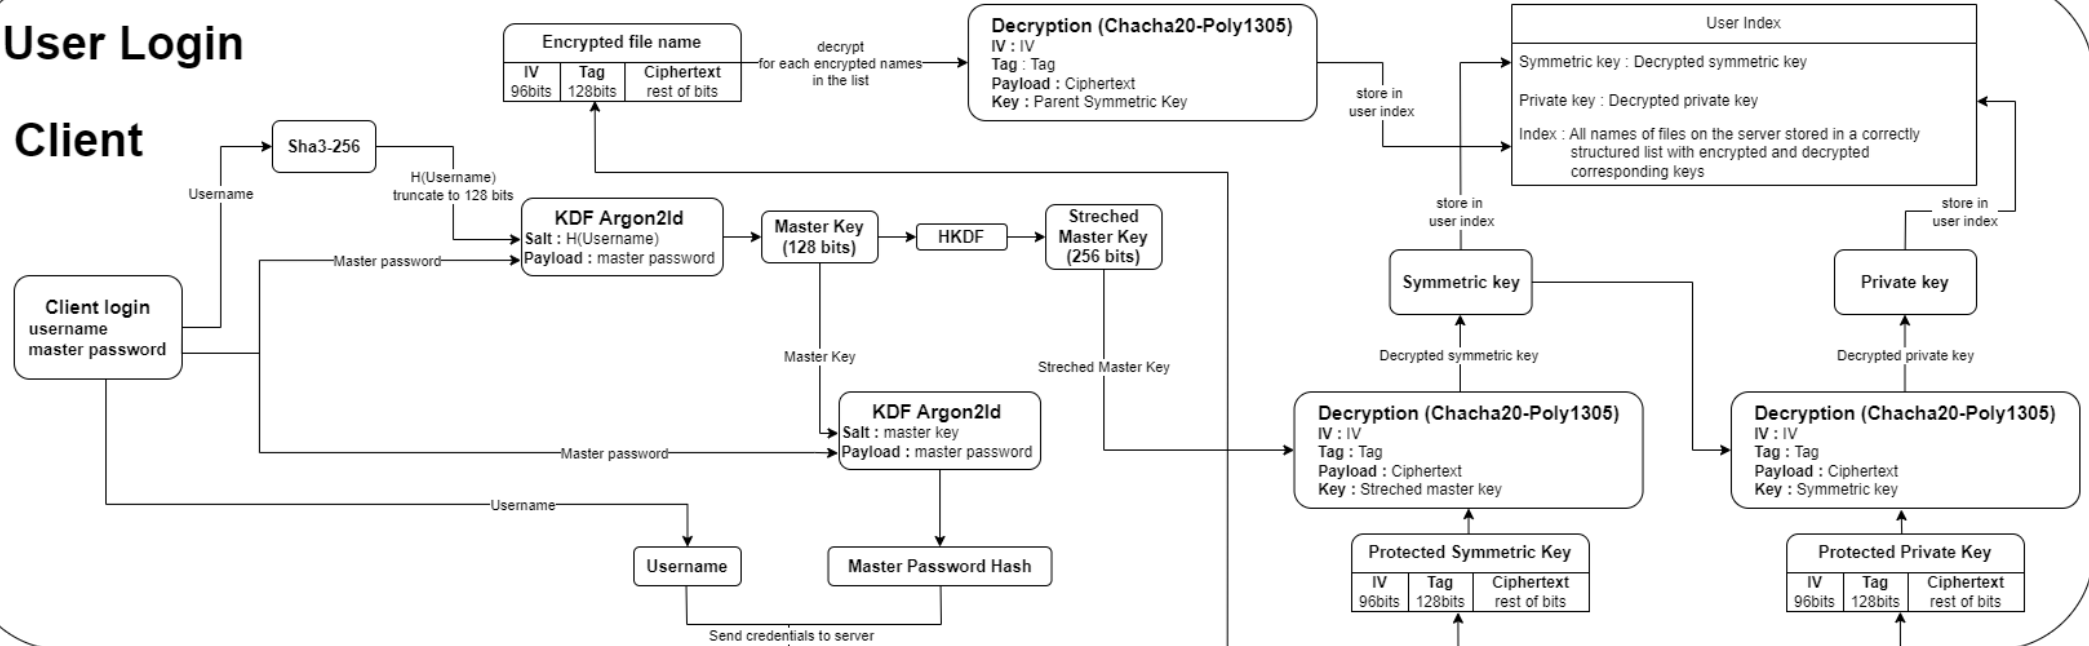 User Login
Client
Client login
username
master password
Username
Sha3-256
H(Username)
truncate to 128 bits
Master password
KDF Argon2Id
Salt : H(Username)
Payload : master password
Master Key
(128 bits)
HKDF
Streched
Master Key
(256 bits)
Master Key
Streched Master Key
Master password
KDF Argon2Id
Salt : master key
Payload : master password
Username
Username
Master Password Hash
Send credentials to server
Encrypted file name
IV
96bits
Tag
128bits
Ciphertext
rest of bits
decrypt
for each encrypted names
in the list
Decryption (Chacha20-Poly1305)
IV : IV
Tag : Tag
Payload : Ciphertext
Key : Parent Symmetric Key
store in
user index
User Index
Symmetric key : Decrypted symmetric key
Private key : Decrypted private key
Index : All names of files on the server stored in a correctly
structured list with encrypted and decrypted
corresponding keys
store in
user index
store in
user index
Symmetric key
Private key
Decrypted symmetric key
Decrypted private key
Decryption (Chacha20-Poly1305)
IV : IV
Tag : Tag
Payload : Ciphertext
Key : Streched master key
Decryption (Chacha20-Poly1305)
IV : IV
Tag : Tag
Payload : Ciphertext
Key : Symmetric key
Protected Symmetric Key
IV
96bits
Tag
128bits
Ciphertext
rest of bits
Protected Private Key
IV
96bits
Tag
128bits
Ciphertext
rest of bits